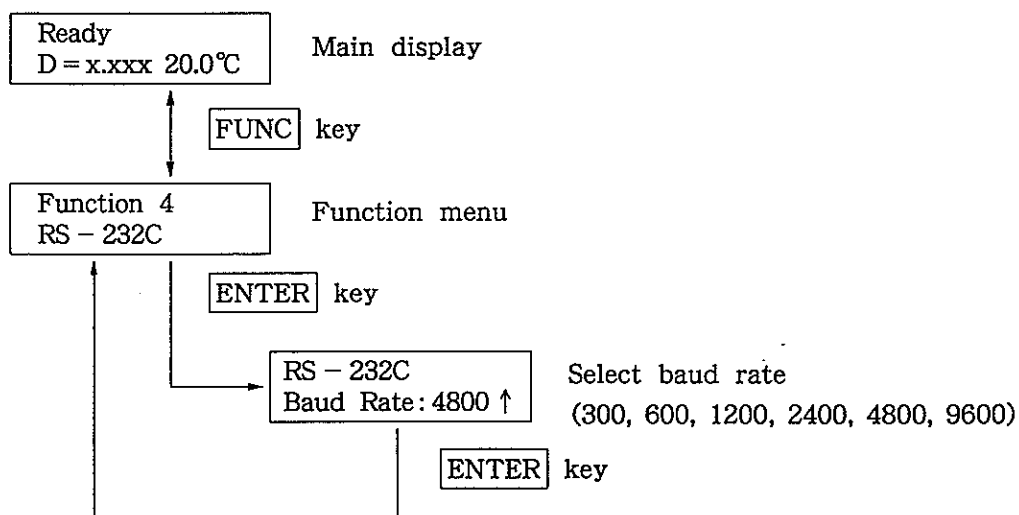 Ready
D = x.xxx 20.0℃
Main display
FUNC key
Function 4
RS − 232C
Function menu
ENTER key
RS − 232C
Baud Rate : 4800 ↑
Select baud rate
(300, 600, 1200, 2400, 4800, 9600)
ENTER key